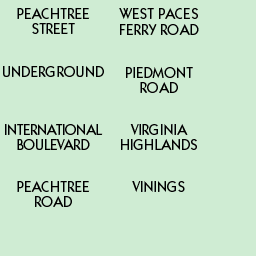 PEACHTREE
STREET
WEST PACES
FERRY ROAD
UNDERGROUND
PIEDMONT
ROAD
INTERNATIONAL
BOULEVARD
VIRGINIA
HIGHLANDS
PEACHTREE
ROAD
VININGS